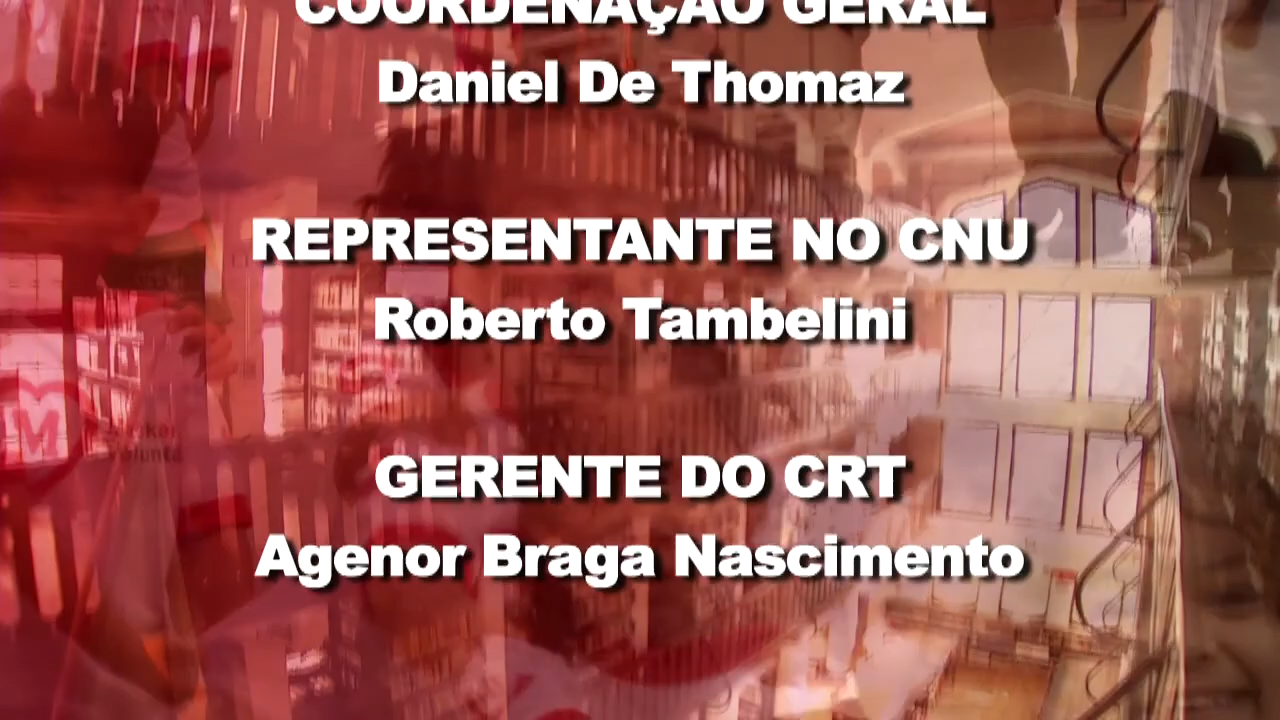 COORDENAÇÃO GERAL
Daniel De Thomaz
REPRESENTANTE NO CNU
Roberto Tambelini
GERENTE DO CRT
Agenor Braga Nascimento
M